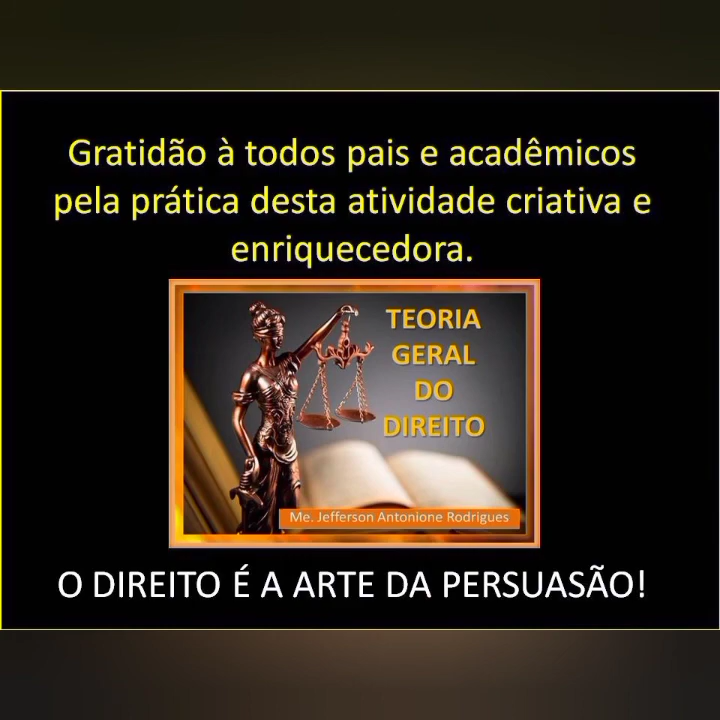 Gratidão à todos pais e acadêmicos
pela prática desta atividade criativa e
enriquecedora.
TEORIA
GERAL
DO
DIREITO
Me. Jefferson Antonione Rodrigues
O DIREITO É A ARTE DA PERSUASÃO!